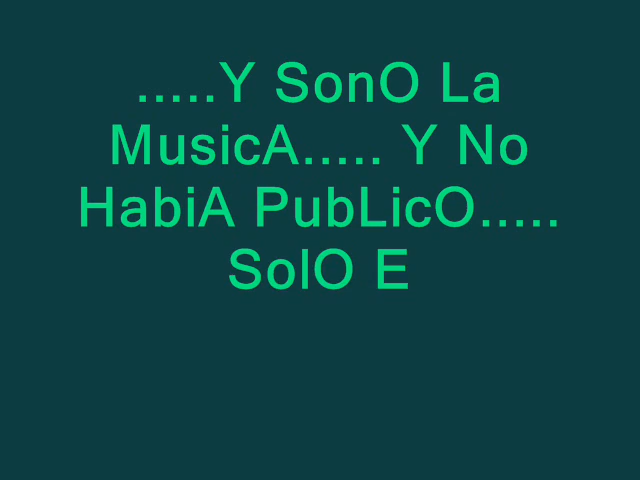 .....Y SonO La
MusicA..... Y No
HabiA PubLicO.....
SolO E